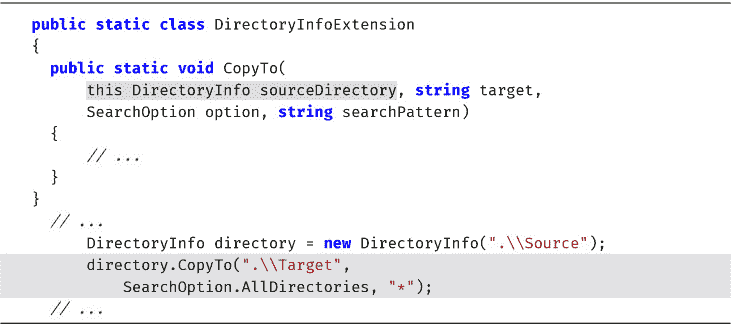 public static class DirectoryInfoExtension
{
  public static void CopyTo(
      this DirectoryInfo sourceDirectory, string target,
      SearchOption option, string searchPattern)
  {
      // ...
  }
}
  // ...
      DirectoryInfo directory = new DirectoryInfo(".\\Source");
      directory.CopyTo(".\\Target",
          SearchOption.AllDirectories, "*");
  // ...